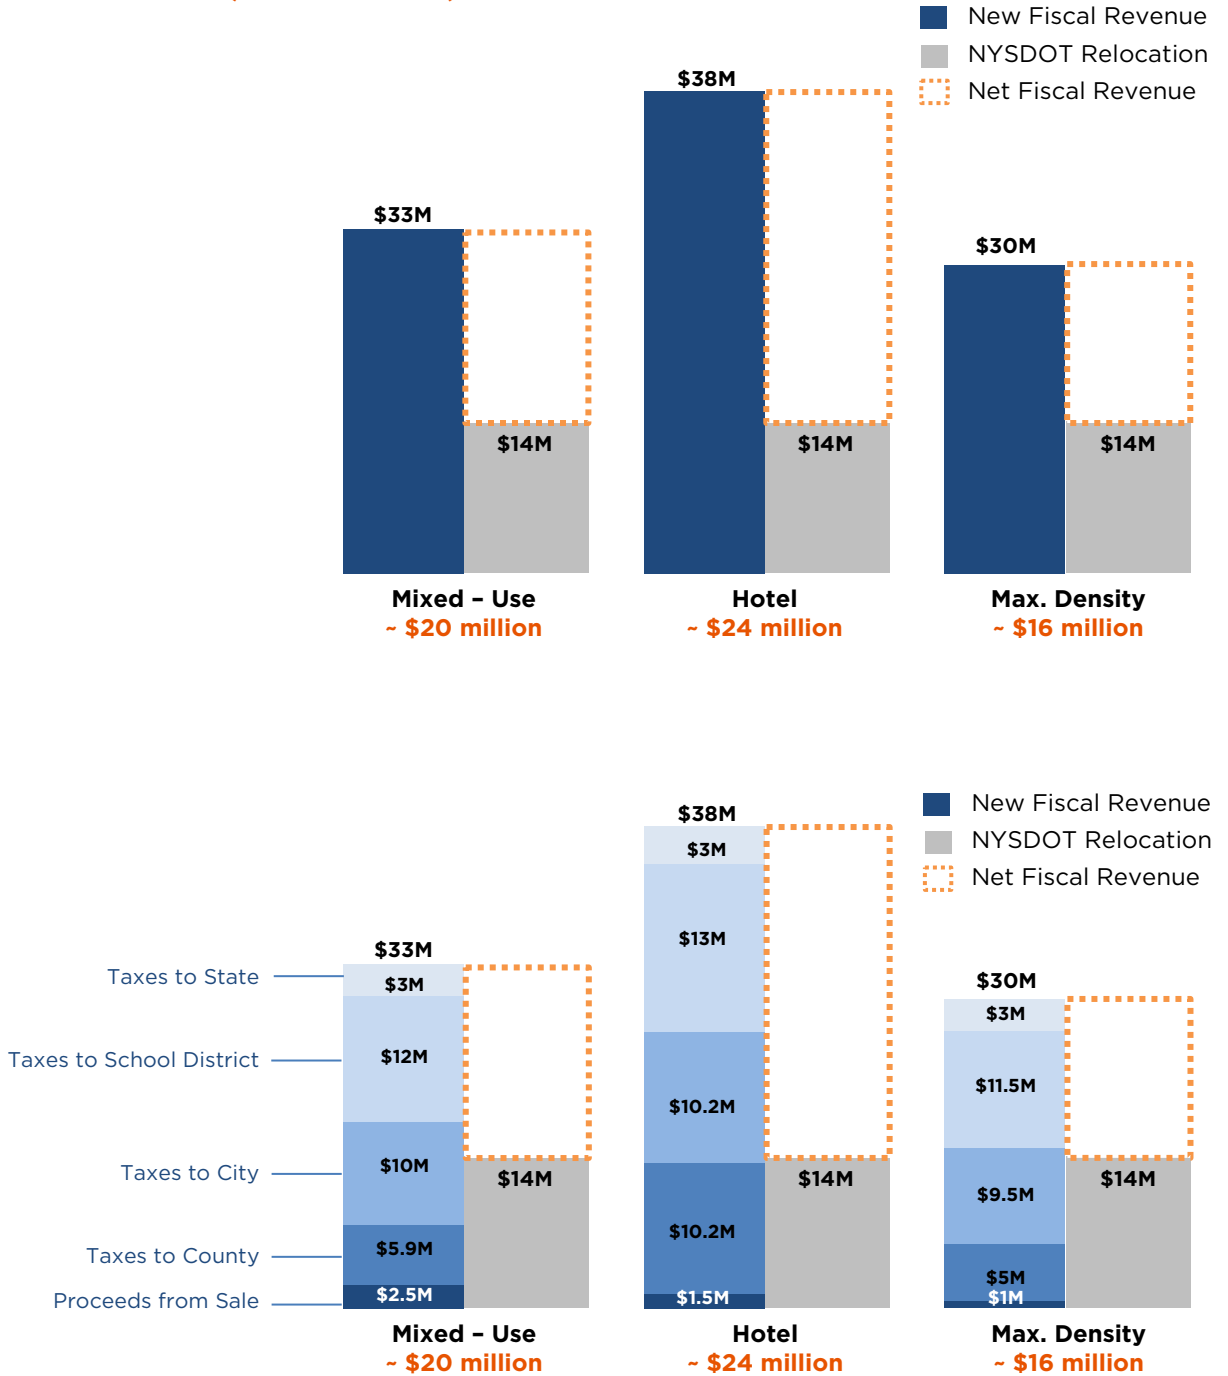 New Fiscal Revenue
NYSDOT Relocation
Net Fiscal Revenue
$38M
$33M
$30M
$14M
$14M
$14M
Mixed – Use
~ $20 million
Hotel
~ $24 million
Max. Density
~ $16 million
New Fiscal Revenue
NYSDOT Relocation
Net Fiscal Revenue
$38M
$3M
$13M
$10.2M
$10.2M
$1.5M
$14M
$33M
$3M
$12M
$10M
$5.9M
$2.5M
$14M
$30M
$3M
$11.5M
$9.5M
$5M
$1M
$14M
Taxes to State
Taxes to School District
Taxes to City
Taxes to County
Proceeds from Sale
Mixed – Use
~ $20 million
Hotel
~ $24 million
Max. Density
~ $16 million